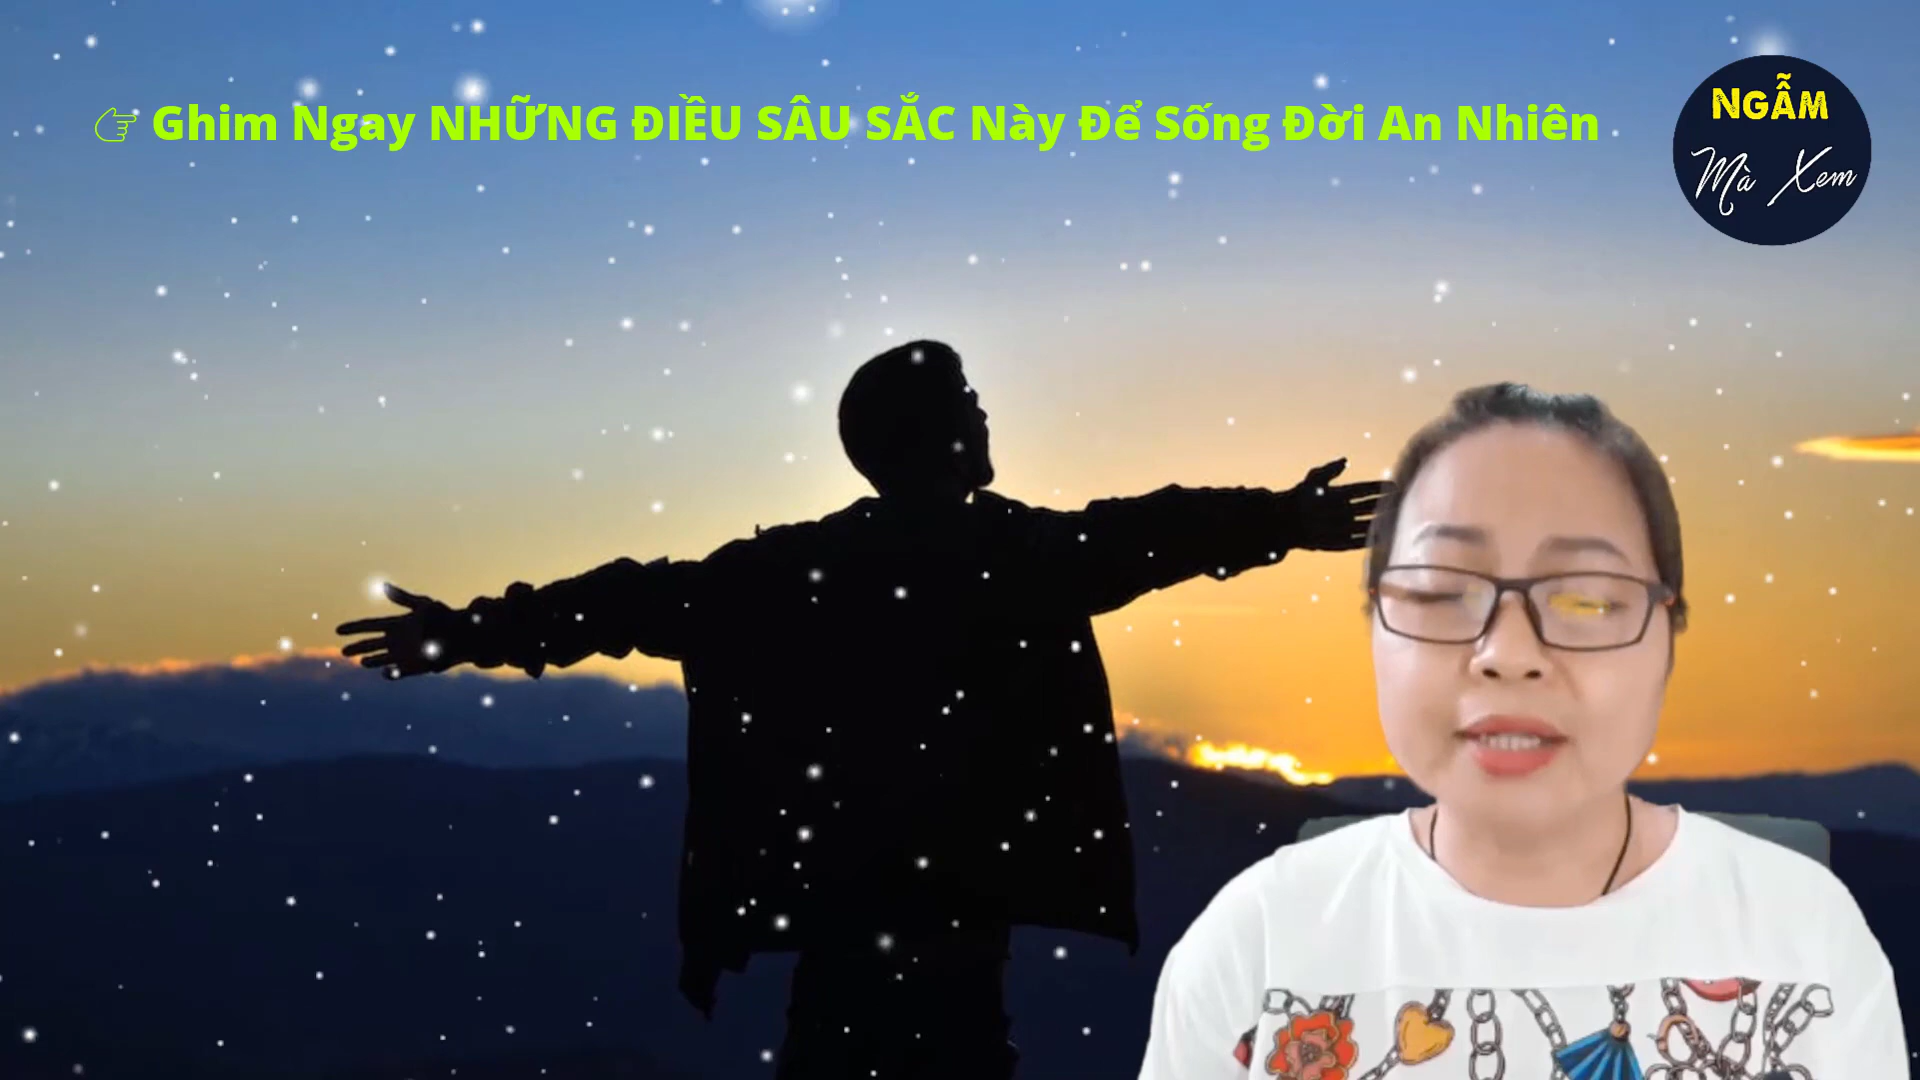 👉 Ghim Ngay NHỮNG ĐIỀU SÂU SẮC Này Để Sống Đời An Nhiên
NGẪM
Mà Xem